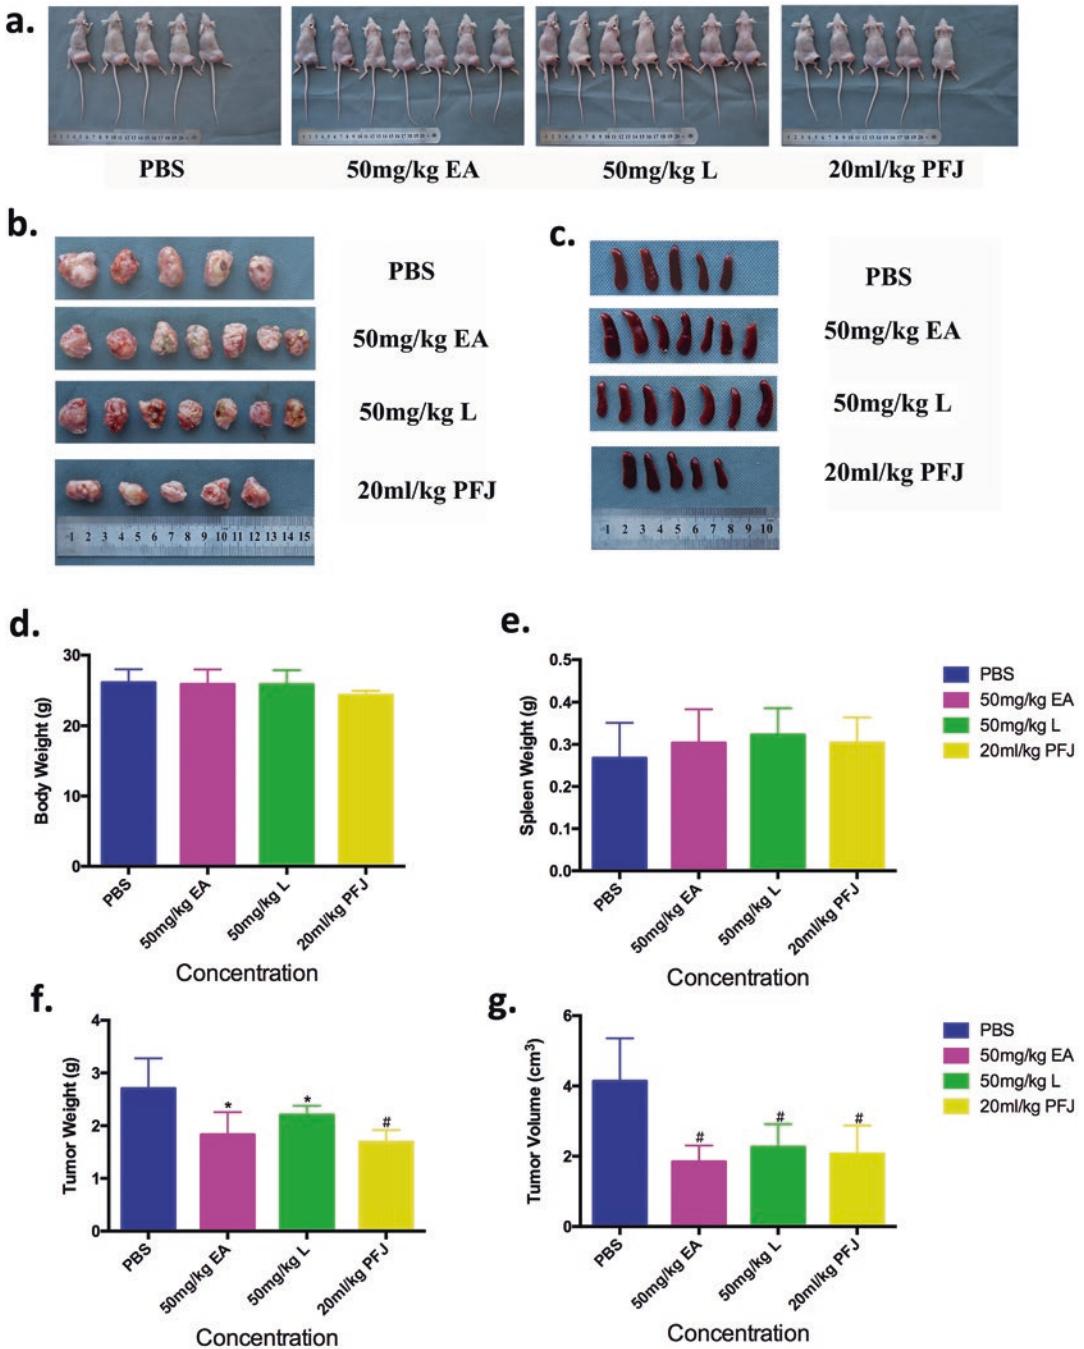 a.
PBS
50mg/kg EA
50mg/kg L
20ml/kg PFJ
b.
PBS
50mg/kg EA
50mg/kg L
20ml/kg PFJ
1 2 3 4 5 6 7 8 9 10 11 12 13 14 15
c.
PBS
50mg/kg EA
50mg/kg L
20ml/kg PFJ
1 2 3 4 5 6 7 8 9 10
d.
30
20
10
0
Body Weight (g)
PBS
50mg/kg EA
50mg/kg L
20ml/kg PFJ
Concentration
e.
0.5
0.4
0.3
0.2
0.1
0.0
Spleen Weight (g)
PBS
50mg/kg EA
50mg/kg L
20ml/kg PFJ
Concentration
PBS
50mg/kg EA
50mg/kg L
20ml/kg PFJ
f.
4
3
2
1
0
Tumor Weight (g)
* * #
PBS
50mg/kg EA
50mg/kg L
20ml/kg PFJ
Concentration
g.
6
4
2
0
Tumor Volume (cm³)
# # #
PBS
50mg/kg EA
50mg/kg L
20ml/kg PFJ
Concentration
PBS
50mg/kg EA
50mg/kg L
20ml/kg PFJ